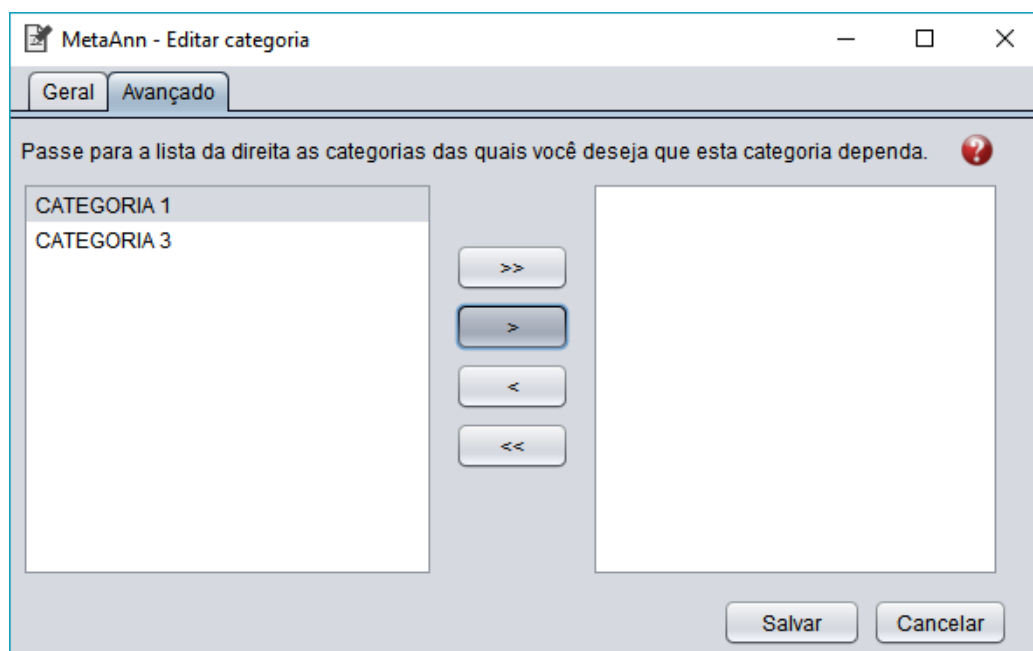 MetaAnn - Editar categoria
Geral Avançado
Passe para a lista da direita as categorias das quais você deseja que esta categoria dependa. ?
CATEGORIA 1
CATEGORIA 3
>>
>
<
<<
Salvar Cancelar